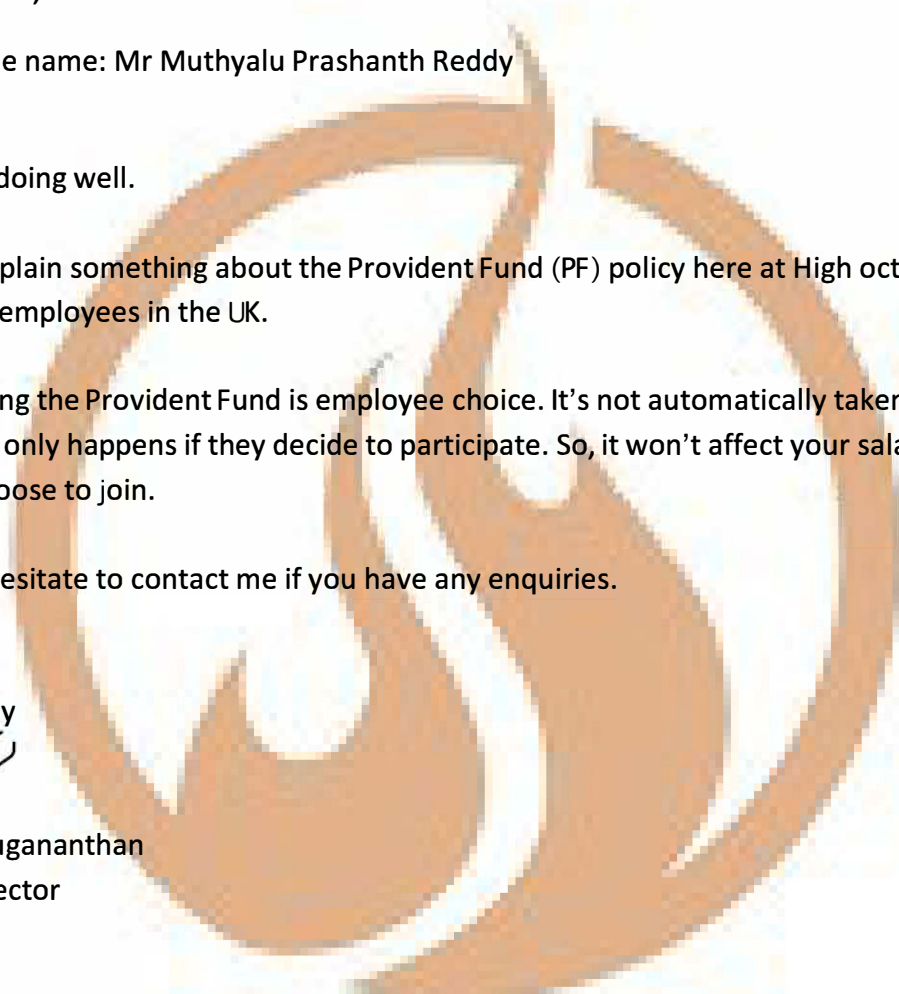 e name: Mr Muthyalu Prashanth Reddy
doing well.
plain something about the Provident Fund (PF) policy here at High oct
employees in the UK.
ng the Provident Fund is employee choice. It's not automatically taken
only happens if they decide to participate. So, it won't affect your sala
oose to join.
esitate to contact me if you have any enquiries.
y
ugananthan
ector